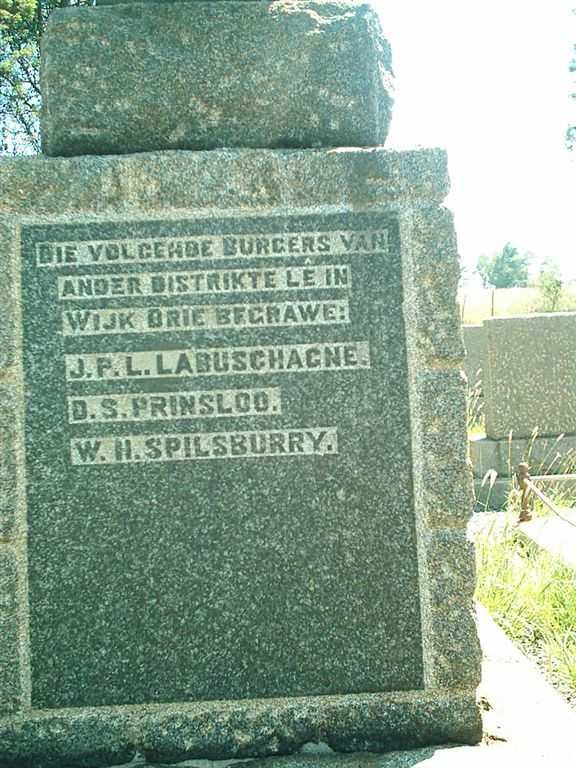 DIE VOLGENDE BURGERS VAN
ANDER DISTRIKTE LE IN
WIJK DRIE BEGRAWE:
J. P. L. LABUSCHAGNE.
D. S. PRINSLOO.
W. H. SPILSBURRY.